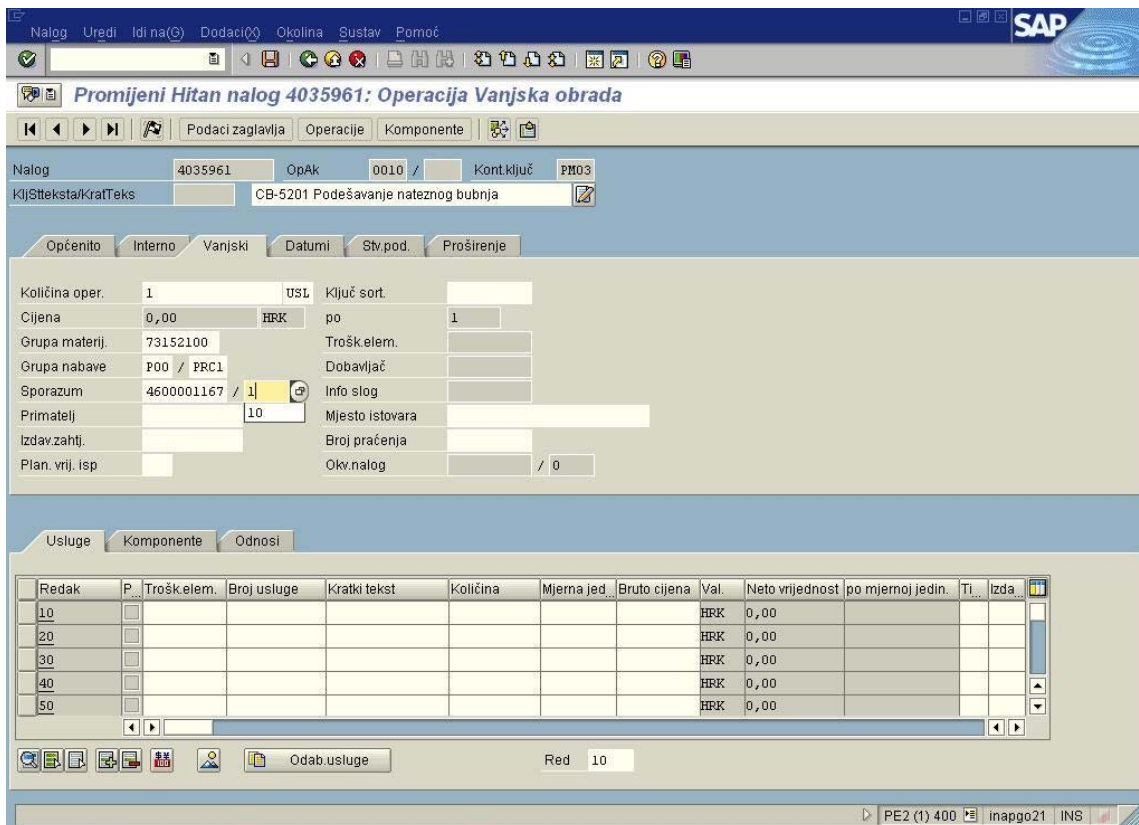 Nalog Uredi Idi na(G) Dodaci(X) Okolina Sustav Pomoć
SAP
Promijeni Hitan nalog 4035961: Operacija Vanjska obrada
Podaci zaglavlja Operacije Komponente
Nalog 4035961 OpAk 0010 / Kont.ključ PM03
KljStteksta/KratTeks CB-5201 Podešavanje nateznog bubnja
Općenito Interno Vanjski Datumi Stv.pod. Proširenje
Količina oper. 1 USL Ključ sort.
Cijena 0,00 HRK po 1
Grupa materij. 73152100 Trošk.elem.
Grupa nabave P00 / PRC1 Dobavljač
Sporazum 4600001167 / 1 Info slog
10
Primatelj Mjesto istovara
Izdav.zahtj. Broj praćenja
Plan. vrij. isp Okv.nalog / 0
Usluge Komponente Odnosi
Redak P... Trošk.elem. Broj usluge Kratki tekst Količina Mjerna jed... Bruto cijena Val. Neto vrijednost po mjernoj jedin. Ti... Izda...
10 HRK 0,00
20 HRK 0,00
30 HRK 0,00
40 HRK 0,00
50 HRK 0,00
Odab.usluge Red 10
PE2 (1) 400 inapgo21 INS